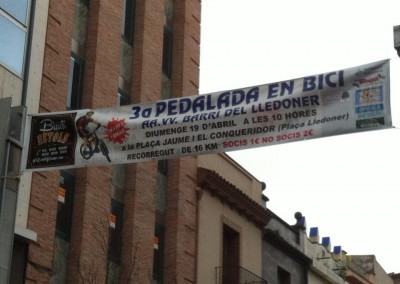 3a PEDALADA EN BICI
AA.VV. BARRI DEL LLEDONER
DIUMENGE 19 D'ABRIL A LES 10 HORES
a la PLAÇA JAUME I EL CONQUERIDOR (Plaça Lledoner)
RECORREGUT DE 16 KM SOCIS 1€ NO SOCIS 2€